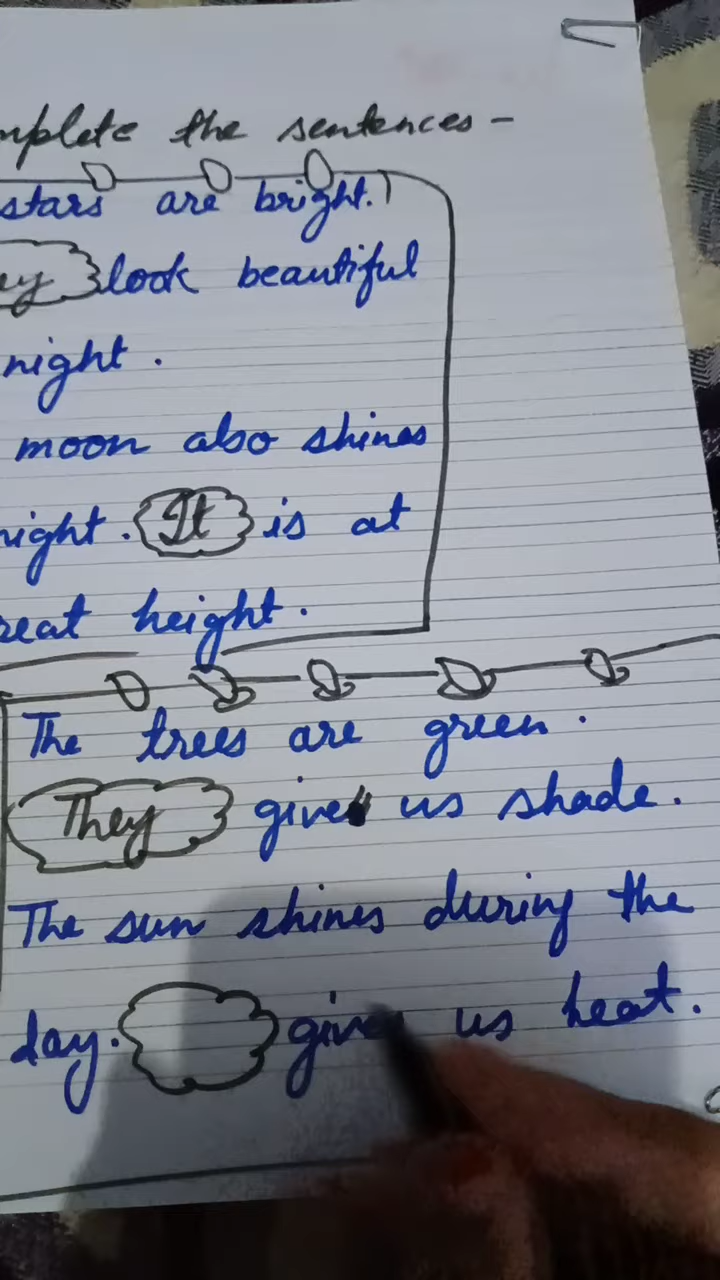 mplete the sentences -
stars are bright.
ey look beautiful
night.
moon also shines
night. It is at
reat height.
The trees are green.
They give us shade.
The sun shines during the
day. gives us heat.